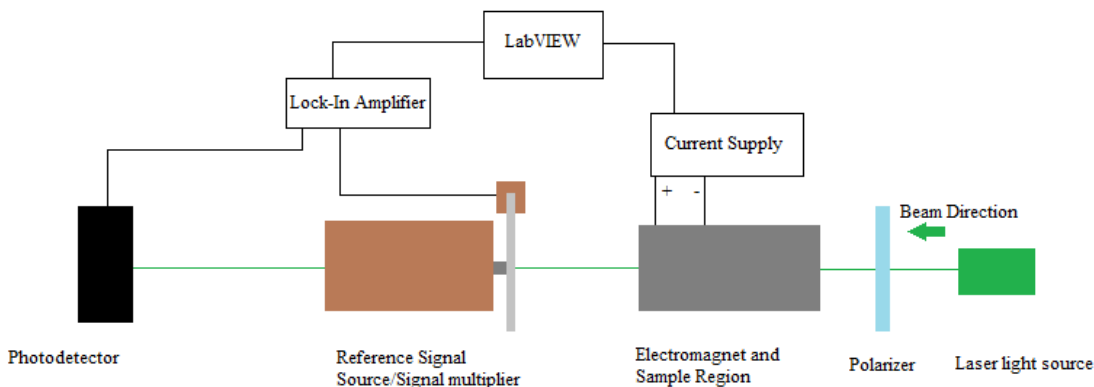 LabVIEW
Lock-In Amplifier
Current Supply
+ -
Beam Direction
Photodetector
Reference Signal
Source/Signal multiplier
Electromagnet and
Sample Region
Polarizer
Laser light source